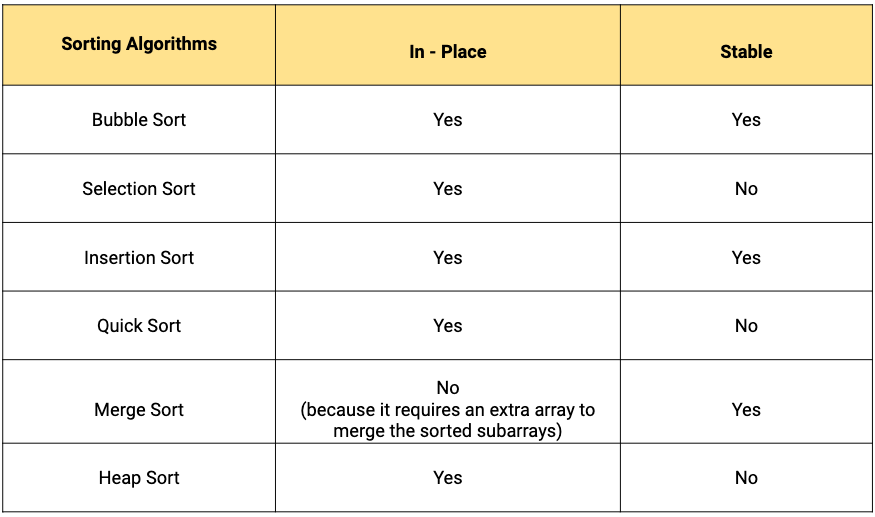 Sorting Algorithms In - Place Stable
Bubble Sort Yes Yes
Selection Sort Yes No
Insertion Sort Yes Yes
Quick Sort Yes No
Merge Sort No
(because it requires an extra array to
merge the sorted subarrays) Yes
Heap Sort Yes No